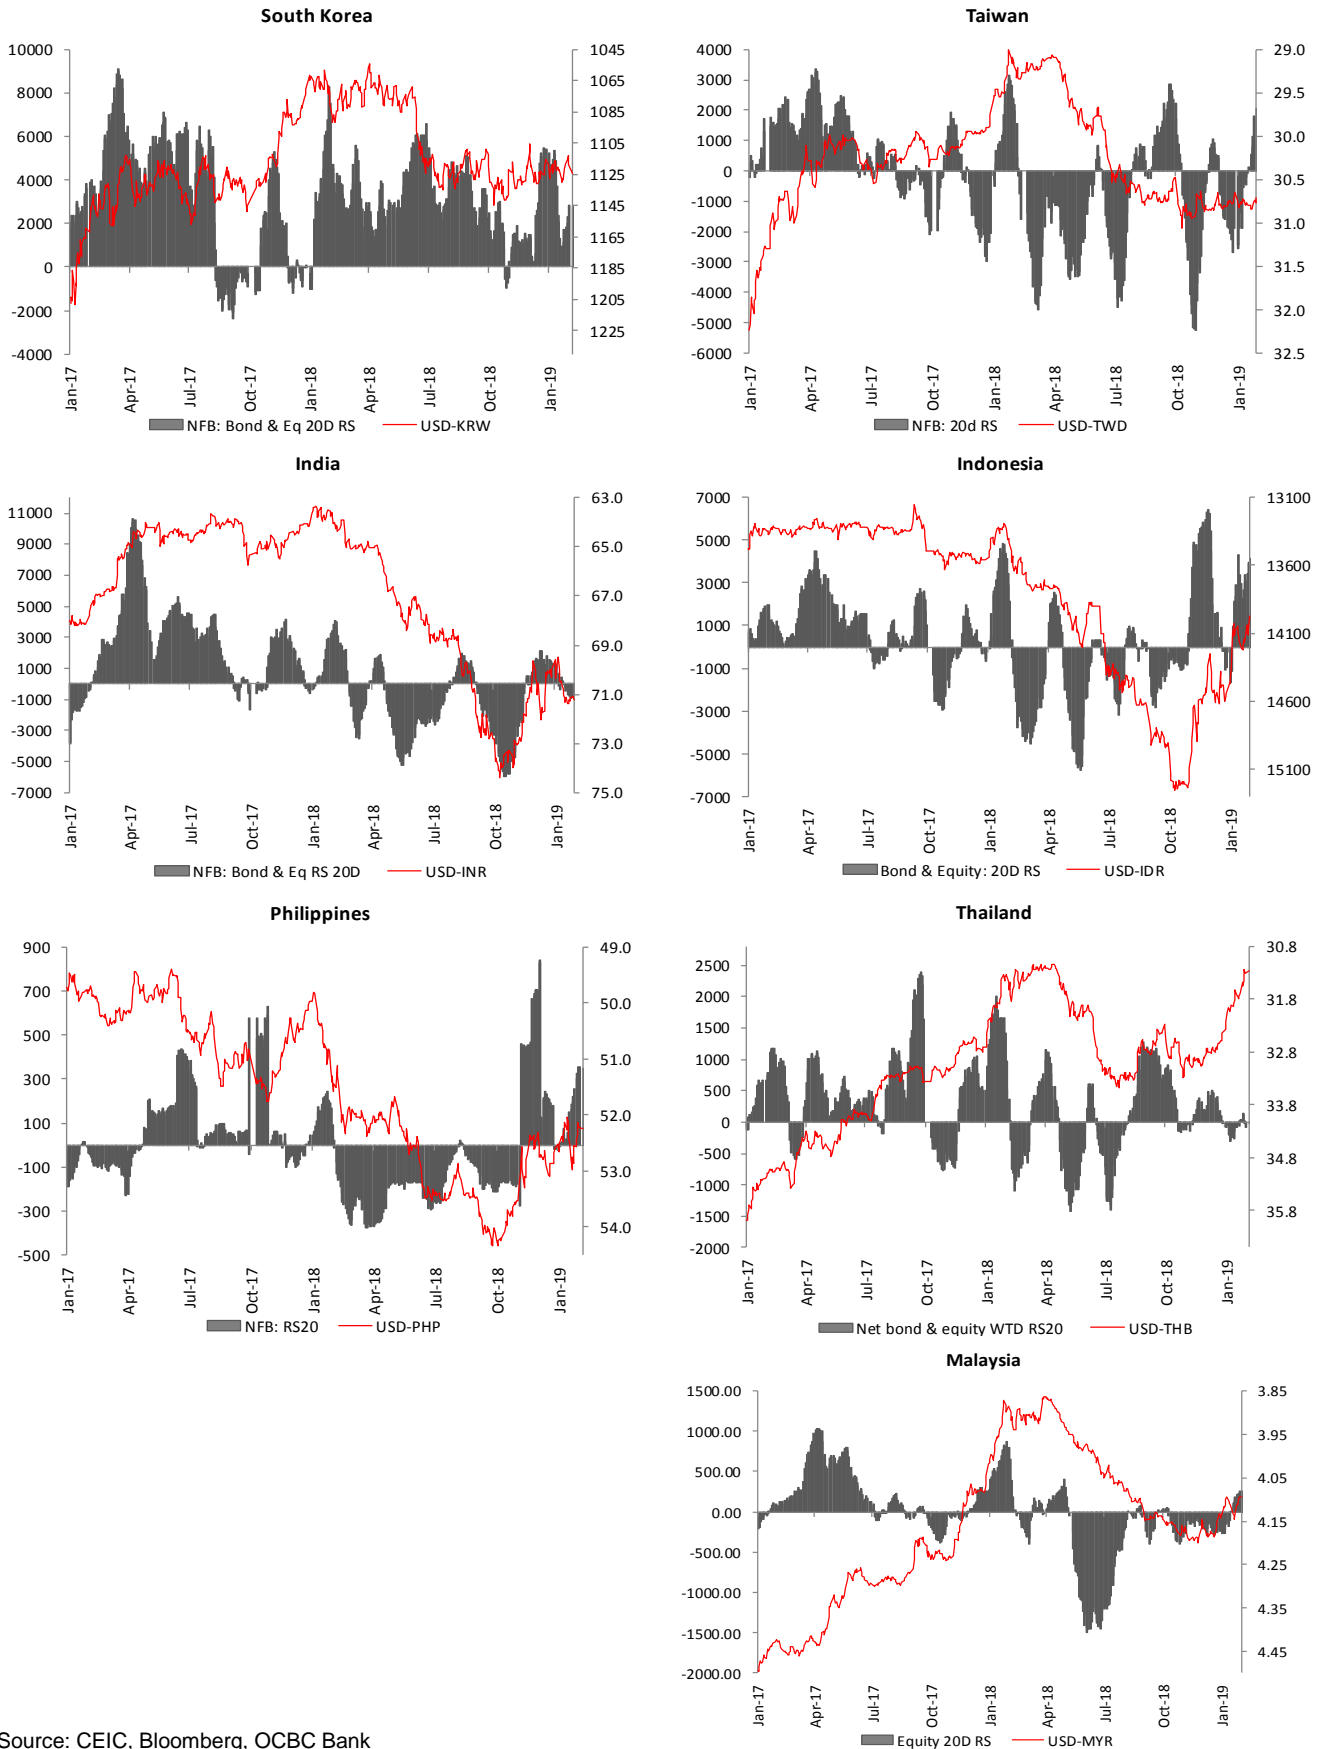 South Korea
10000
8000
6000
4000
2000
0
-2000
-4000
1045
1065
1085
1105
1125
1145
1165
1185
1205
1225
Jan-17
Apr-17
Jul-17
Oct-17
Jan-18
Apr-18
Jul-18
Oct-18
Jan-19
NFB: Bond & Eq 20D RS USD-KRW
Taiwan
4000
3000
2000
1000
0
-1000
-2000
-3000
-4000
-5000
-6000
29.0
29.5
30.0
30.5
31.0
31.5
32.0
32.5
Jan-17
Apr-17
Jul-17
Oct-17
Jan-18
Apr-18
Jul-18
Oct-18
Jan-19
NFB: 20d RS USD-TWD
India
11000
9000
7000
5000
3000
1000
-1000
-3000
-5000
-7000
63.0
65.0
67.0
69.0
71.0
73.0
75.0
Jan-17
Apr-17
Jul-17
Oct-17
Jan-18
Apr-18
Jul-18
Oct-18
Jan-19
NFB: Bond & Eq RS 20D USD-INR
Indonesia
7000
5000
3000
1000
-1000
-3000
-5000
-7000
13100
13600
14100
14600
15100
Jan-17
Apr-17
Jul-17
Oct-17
Jan-18
Apr-18
Jul-18
Oct-18
Jan-19
Bond & Equity: 20D RS USD-IDR
Philippines
900
700
500
300
100
-100
-300
-500
49.0
50.0
51.0
52.0
53.0
54.0
Jan-17
Apr-17
Jul-17
Oct-17
Jan-18
Apr-18
Jul-18
Oct-18
Jan-19
NFB: RS20 USD-PHP
Thailand
2500
2000
1500
1000
500
0
-500
-1000
-1500
-2000
30.8
31.8
32.8
33.8
34.8
35.8
Jan-17
Apr-17
Jul-17
Oct-17
Jan-18
Apr-18
Jul-18
Oct-18
Jan-19
Net bond & equity WTD RS20 USD-THB
Malaysia
1500.00
1000.00
500.00
0.00
-500.00
-1000.00
-1500.00
-2000.00
3.85
3.95
4.05
4.15
4.25
4.35
4.45
Jan-17
Apr-17
Jul-17
Oct-17
Jan-18
Apr-18
Jul-18
Oct-18
Jan-19
Equity 20D RS USD-MYR
Source: CEIC, Bloomberg, OCBC Bank